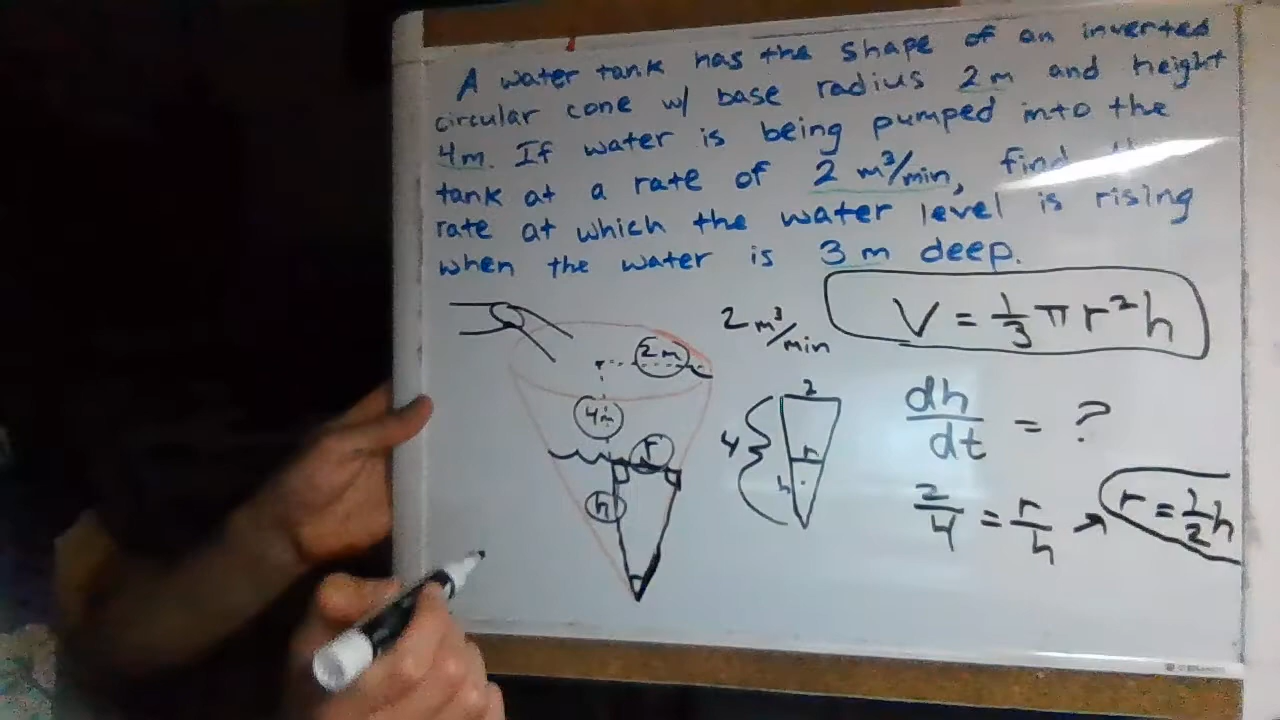 A water tank has the shape of an inverted
circular cone w/ base radius 2 m and height
4m. If water is being pumped into the
tank at a rate of 2 m³/min, find
rate at which the water level is rising
when the water is 3 m deep.
2 m³/min
V = 1/3 π r² h
2m
4m
r
h
2
4
r
h
dh/dt = ?
2/4 = r/h → r = 1/2 h